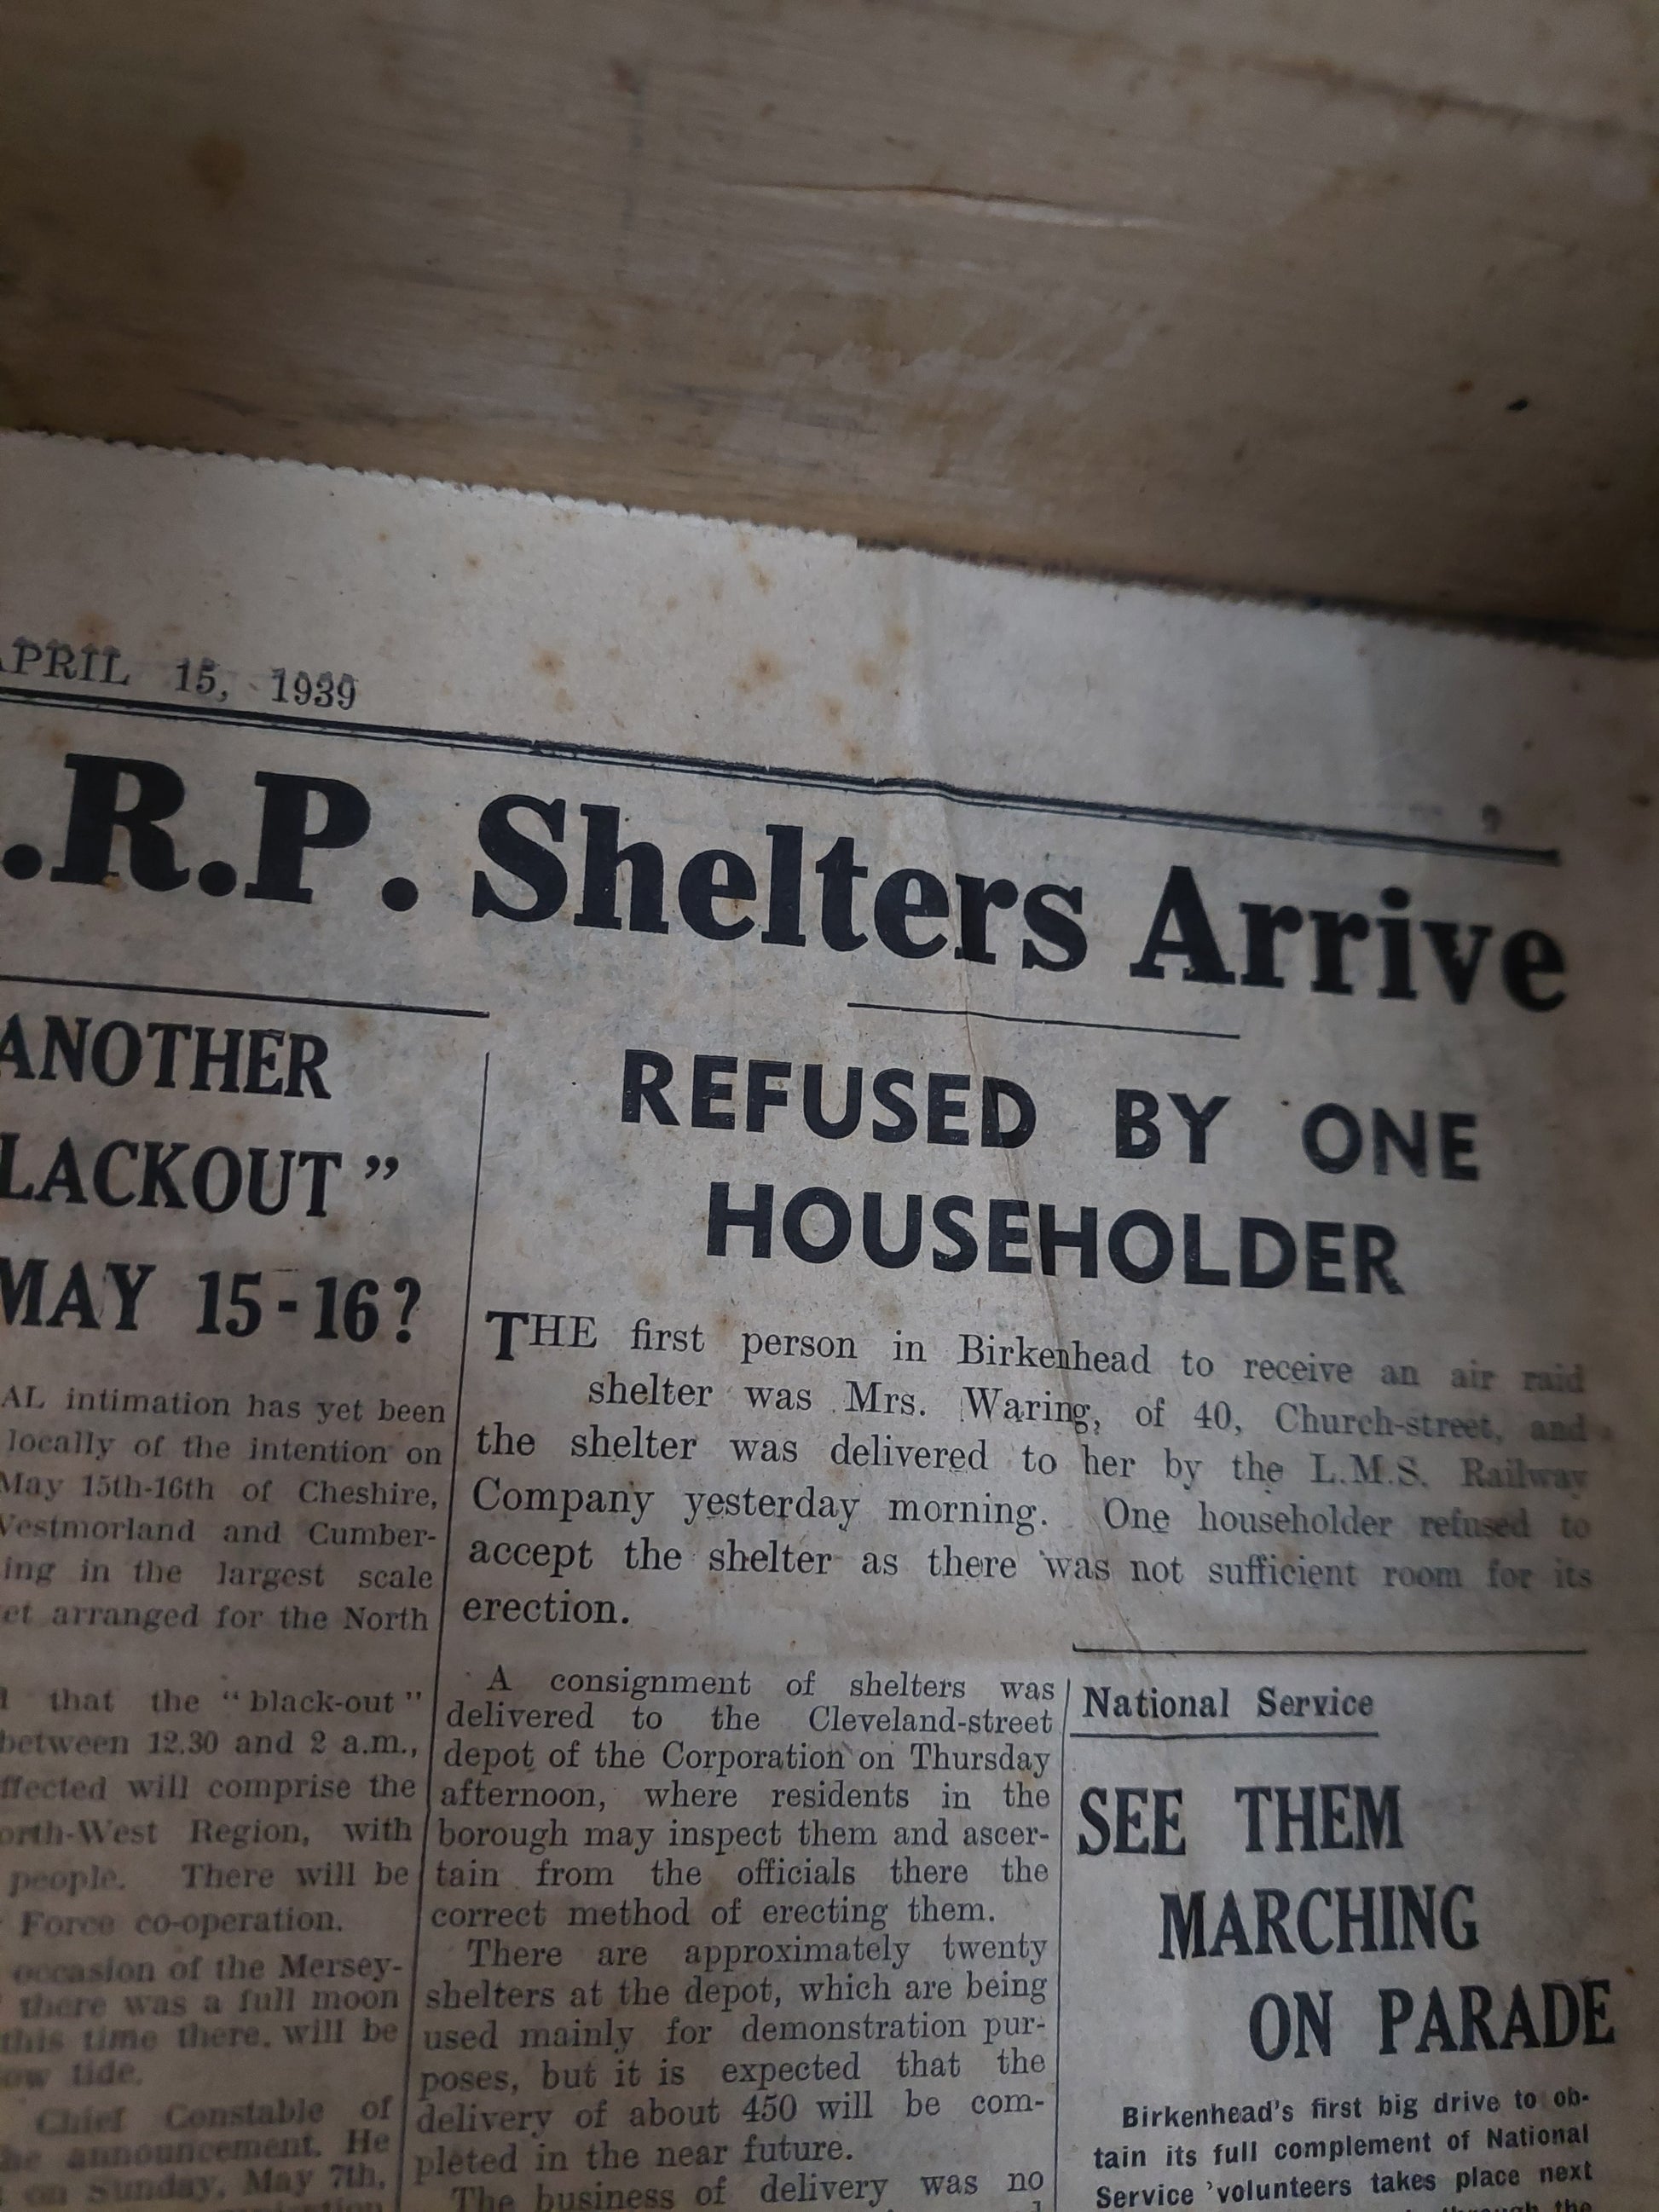 APRIL 15, 1939
.R.P. Shelters Arrive
ANOTHER
LACKOUT"
MAY 15-16?
AL intimation has yet been
locally of the intention on
May 15th-16th of Cheshire,
Westmorland and Cumber-
ing in the largest scale
et arranged for the North
that the "black-out"
between 12.30 and 2 a.m.,
ffected will comprise the
orth-West Region, with
people. There will be
Force co-operation.
occasion of the Mersey-
there was a full moon
this time there will be
ow tide.
Chief Constable of
he announcement. He
on Sunday, May 7th,
REFUSED BY ONE
HOUSEHOLDER
THE first person in Birkenhead to receive an air raid
shelter was Mrs. Waring, of 40, Church-street, and
the shelter was delivered to her by the L.M.S. Railway
Company yesterday morning. One householder refused to
accept the shelter as there was not sufficient room for its
erection.
A consignment of shelters was
delivered to the Cleveland-street
depot of the Corporation on Thursday
afternoon, where residents in the
borough may inspect them and ascer-
tain from the officials there the
correct method of erecting them.
There are approximately twenty
shelters at the depot, which are being
used mainly for demonstration pur-
poses, but it is expected that the
delivery of about 450 will be com-
pleted in the near future.
The business of delivery was no
National Service
SEE THEM
MARCHING
ON PARADE
Birkenhead's first big drive to ob-
tain its full complement of National
Service volunteers takes place next